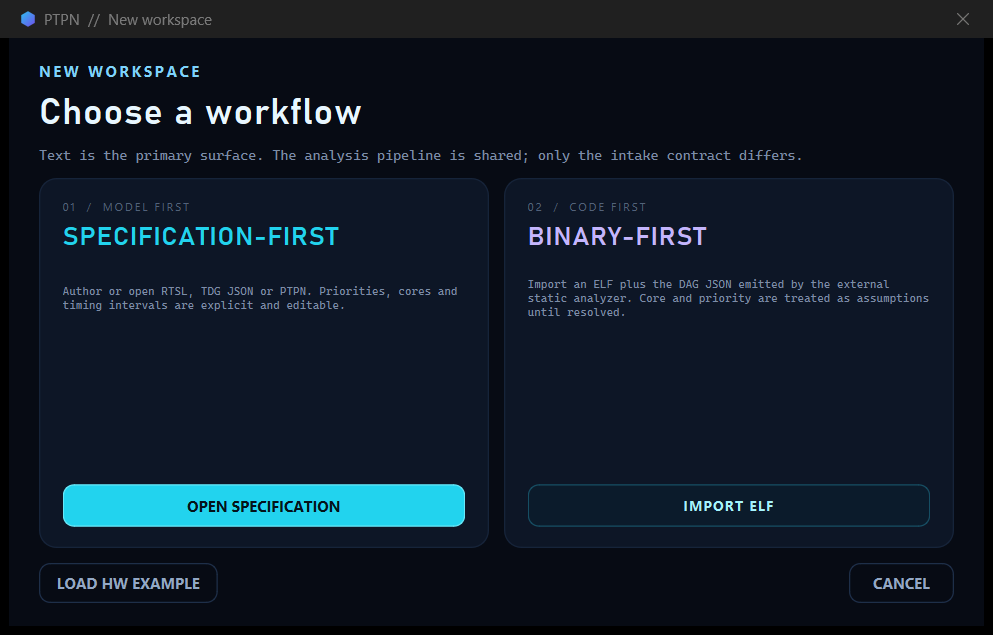 PTPN // New workspace
NEW WORKSPACE
Choose a workflow
Text is the primary surface. The analysis pipeline is shared; only the intake contract differs.
01 / MODEL FIRST
SPECIFICATION-FIRST
Author or open RTSL, TDG JSON or PTPN. Priorities, cores and
timing intervals are explicit and editable.
OPEN SPECIFICATION
02 / CODE FIRST
BINARY-FIRST
Import an ELF plus the DAG JSON emitted by the external
static analyzer. Core and priority are treated as assumptions
until resolved.
IMPORT ELF
LOAD HW EXAMPLE
CANCEL